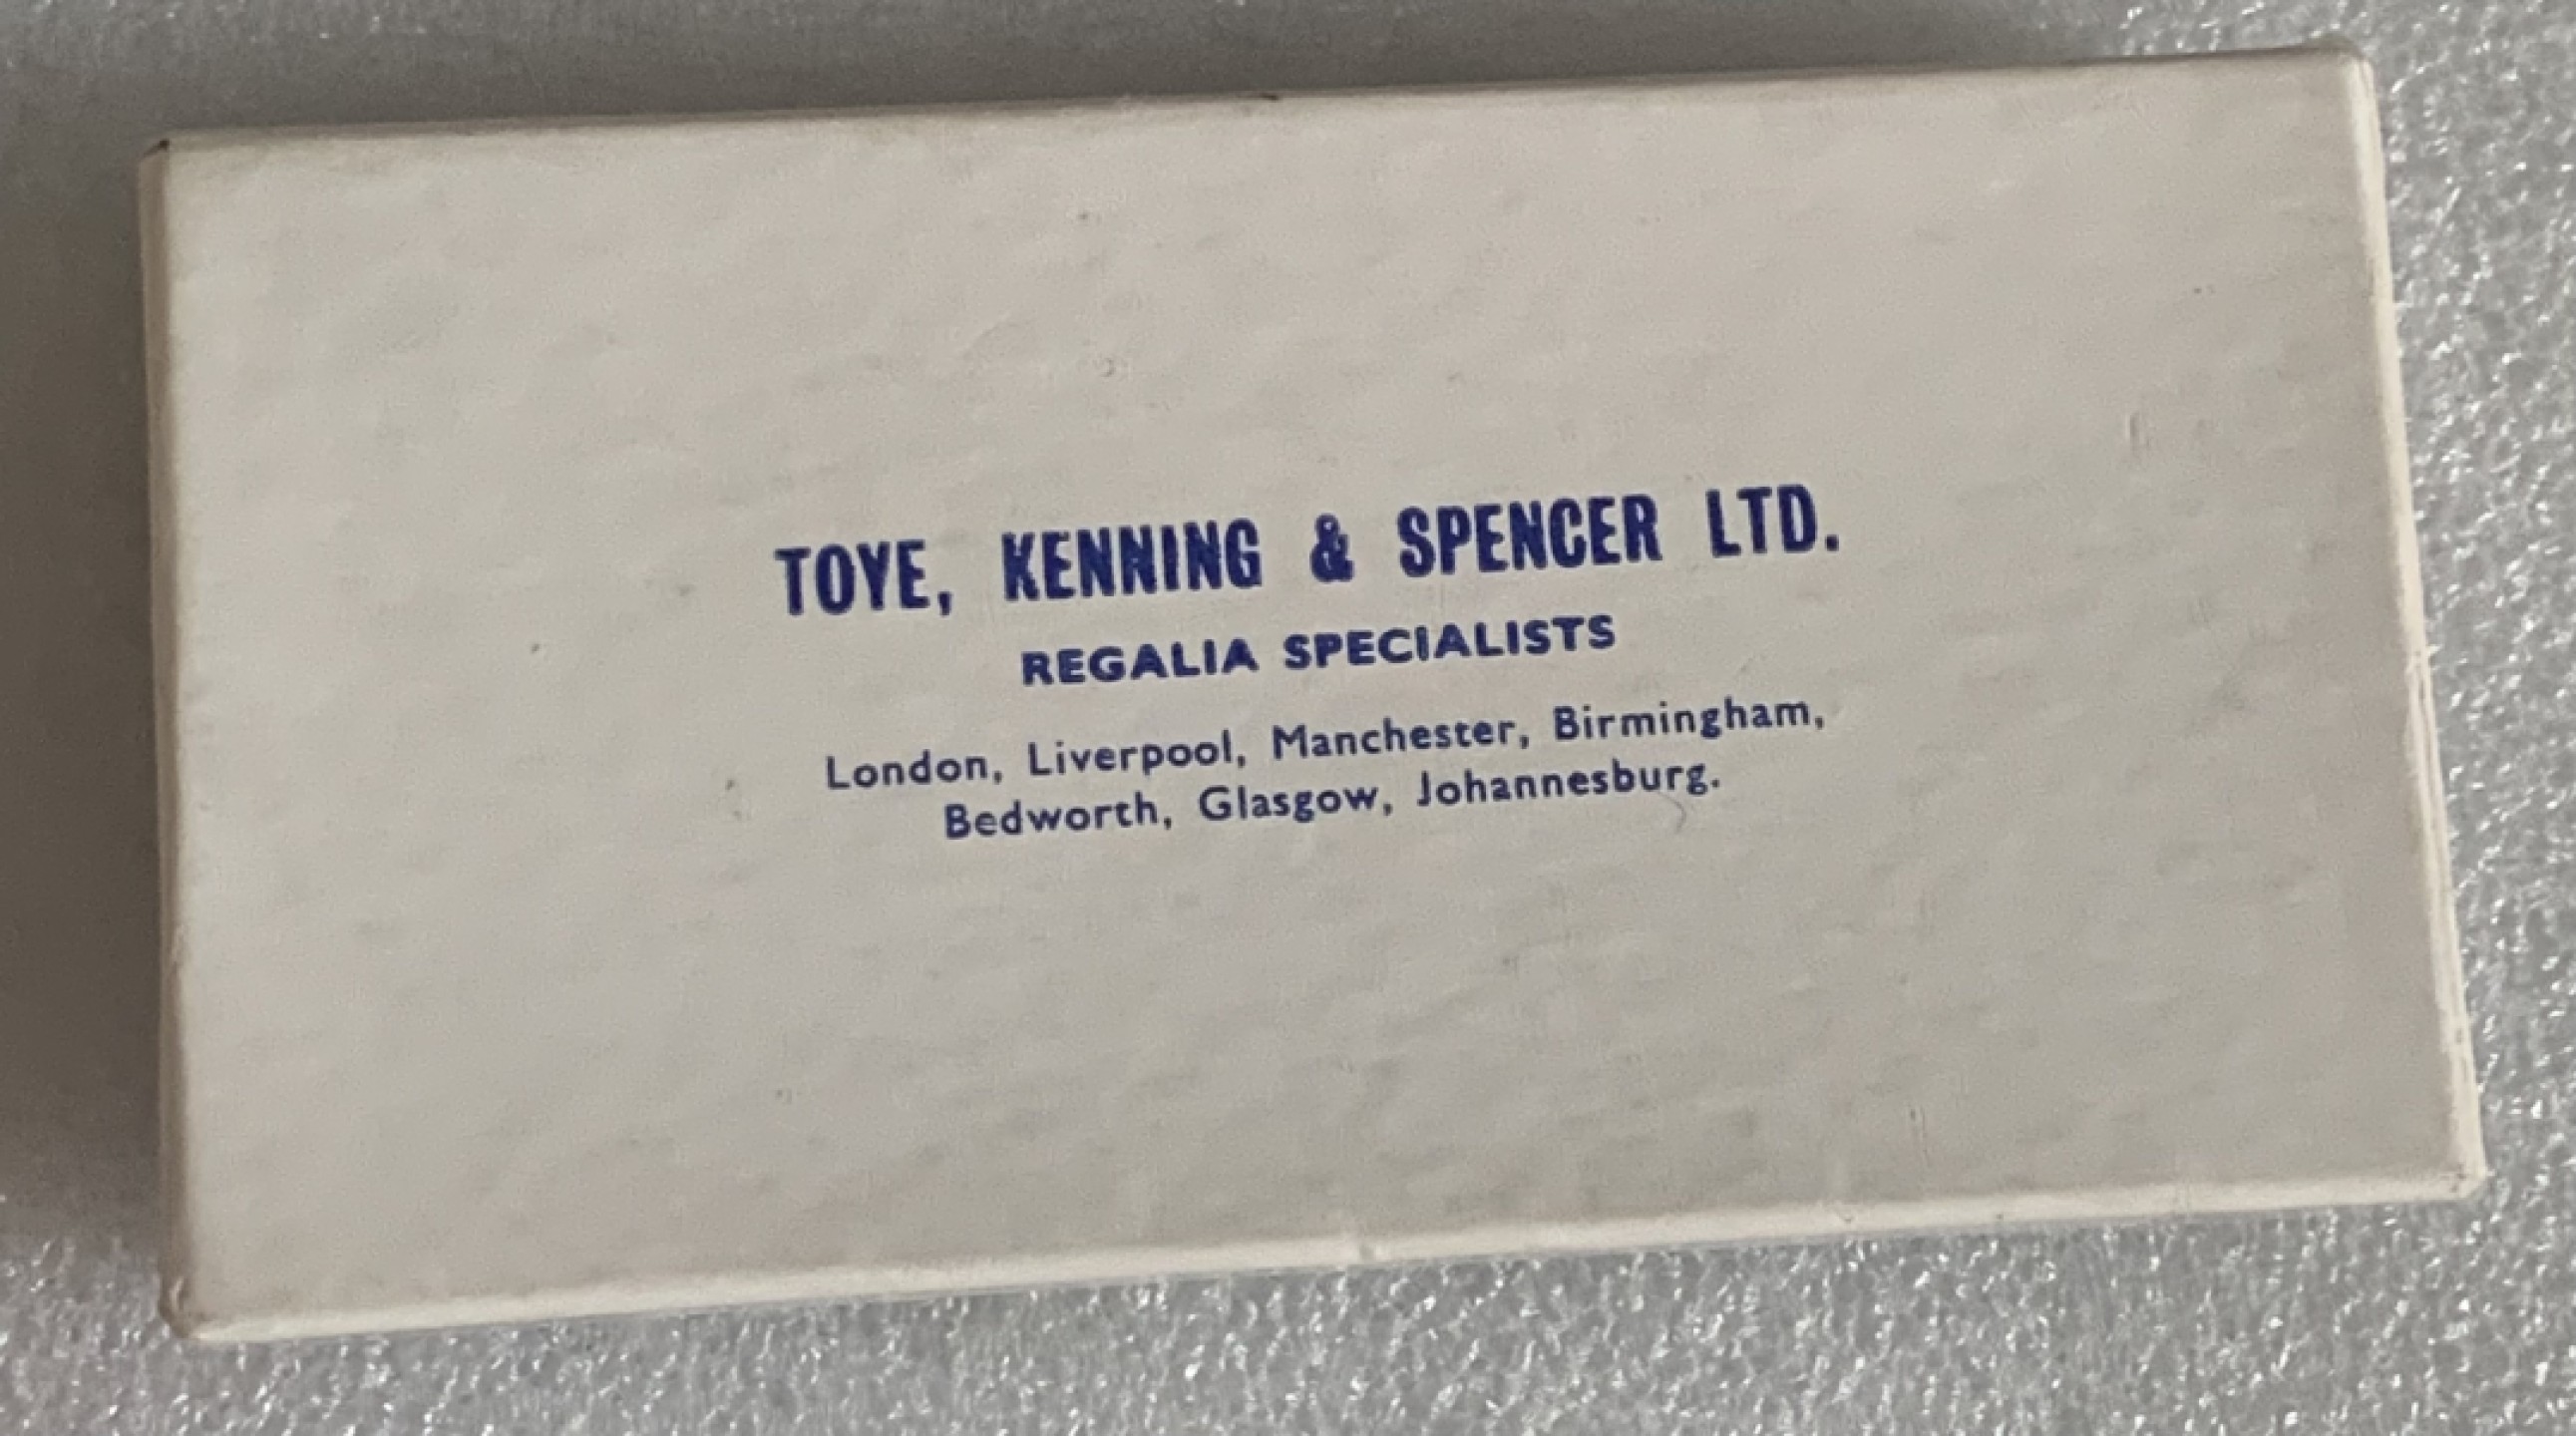 TOYE, KENNING & SPENCER LTD.
REGALIA SPECIALISTS
London, Liverpool, Manchester, Birmingham,
Bedworth, Glasgow, Johannesburg.